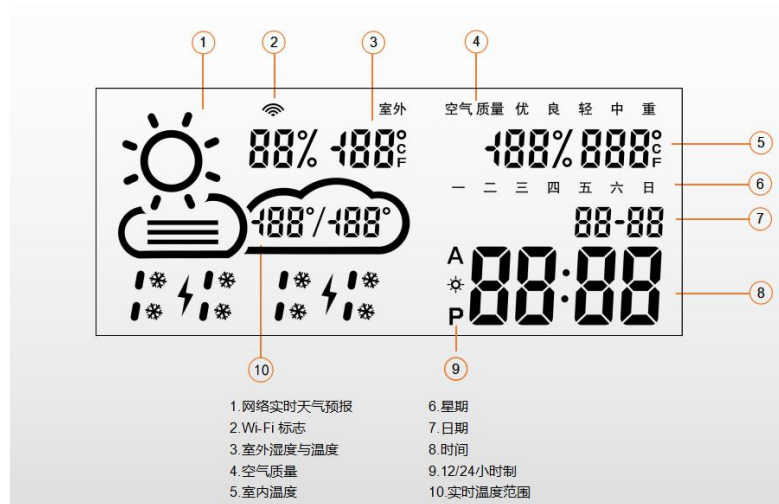 1 2 3 4
室外 空气质量 优 良 轻 中 重
88% -188°C F -188% 888°C F
5
一 二 三 四 五 六 日
6
-188°/-188° 88-88
7
A
88:88
8
P
10 9
1.网络实时天气预报 6.星期
2.Wi-Fi 标志 7.日期
3.室外湿度与温度 8.时间
4.空气质量 9.12/24小时制
5.室内温度 10.实时温度范围